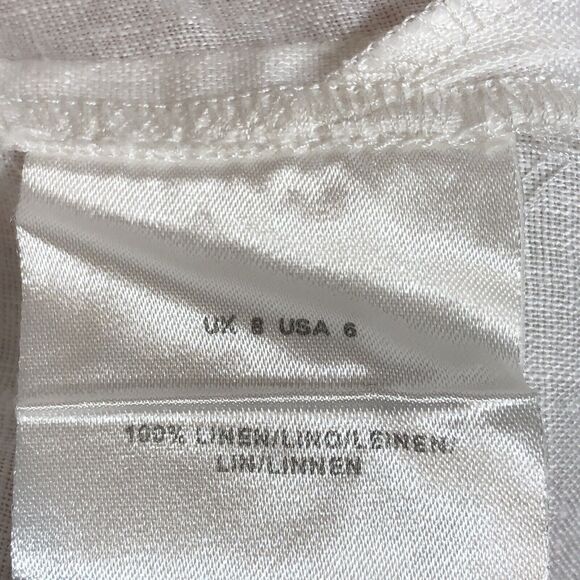 UK 8 USA 6
100% LINEN/LINO/LEINEN/
LIN/LINNEN